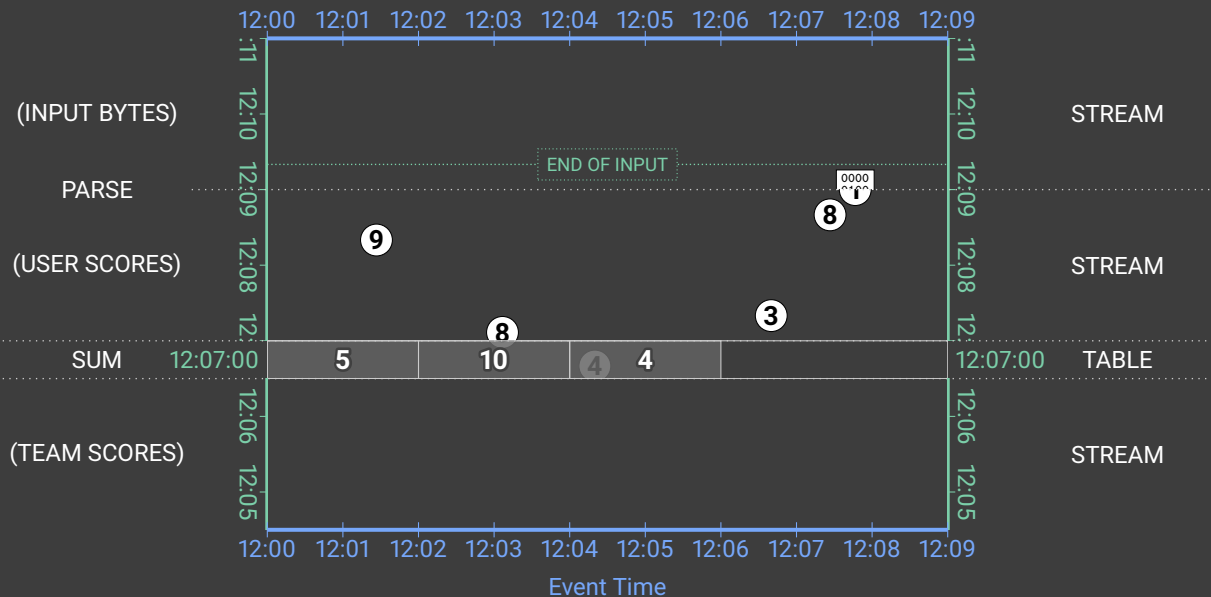 12:00 12:01 12:02 12:03 12:04 12:05 12:06 12:07 12:08 12:09
:11 :11
(INPUT BYTES) 12:10 12:10 STREAM
END OF INPUT
0000
PARSE 12:09 12:09
8
9
(USER SCORES) 12:08 12:08 STREAM
3
8
12: 12:
SUM 12:07:00 5 10 4 4 12:07:00 TABLE
12:06 12:06
(TEAM SCORES) STREAM
12:05 12:05
12:00 12:01 12:02 12:03 12:04 12:05 12:06 12:07 12:08 12:09
Event Time